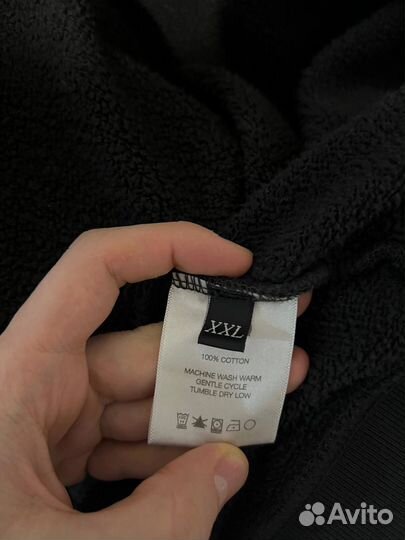 XXL
100% COTTON
MACHINE WASH WARM
GENTLE CYCLE
TUMBLE DRY LOW
Avito